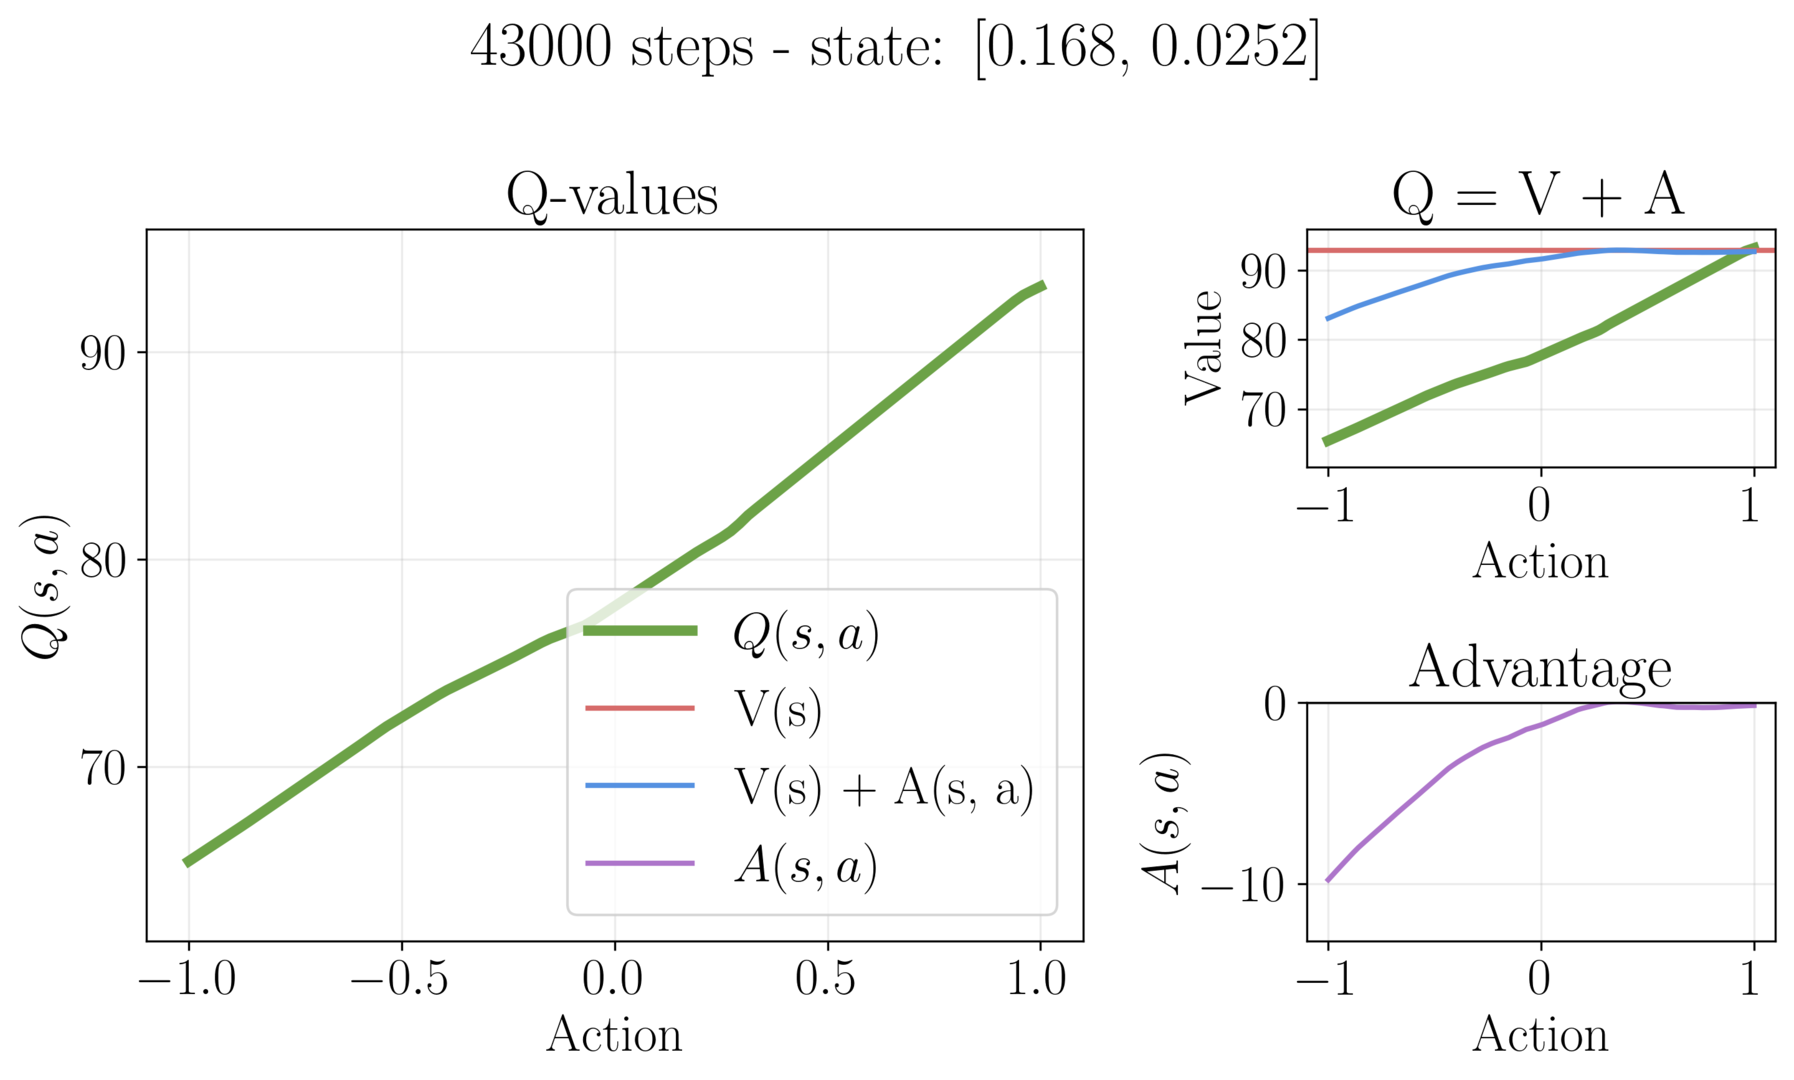 43000 steps - state: [0.168, 0.0252]
Q-values
Q(s, a)
90
80
70
−1.0 −0.5 0.0 0.5 1.0
Action
Q(s, a)
V(s)
V(s) + A(s, a)
A(s, a)
Q = V + A
Value
90
80
70
−1 0 1
Action
Advantage
A(s, a)
0
−10
−1 0 1
Action